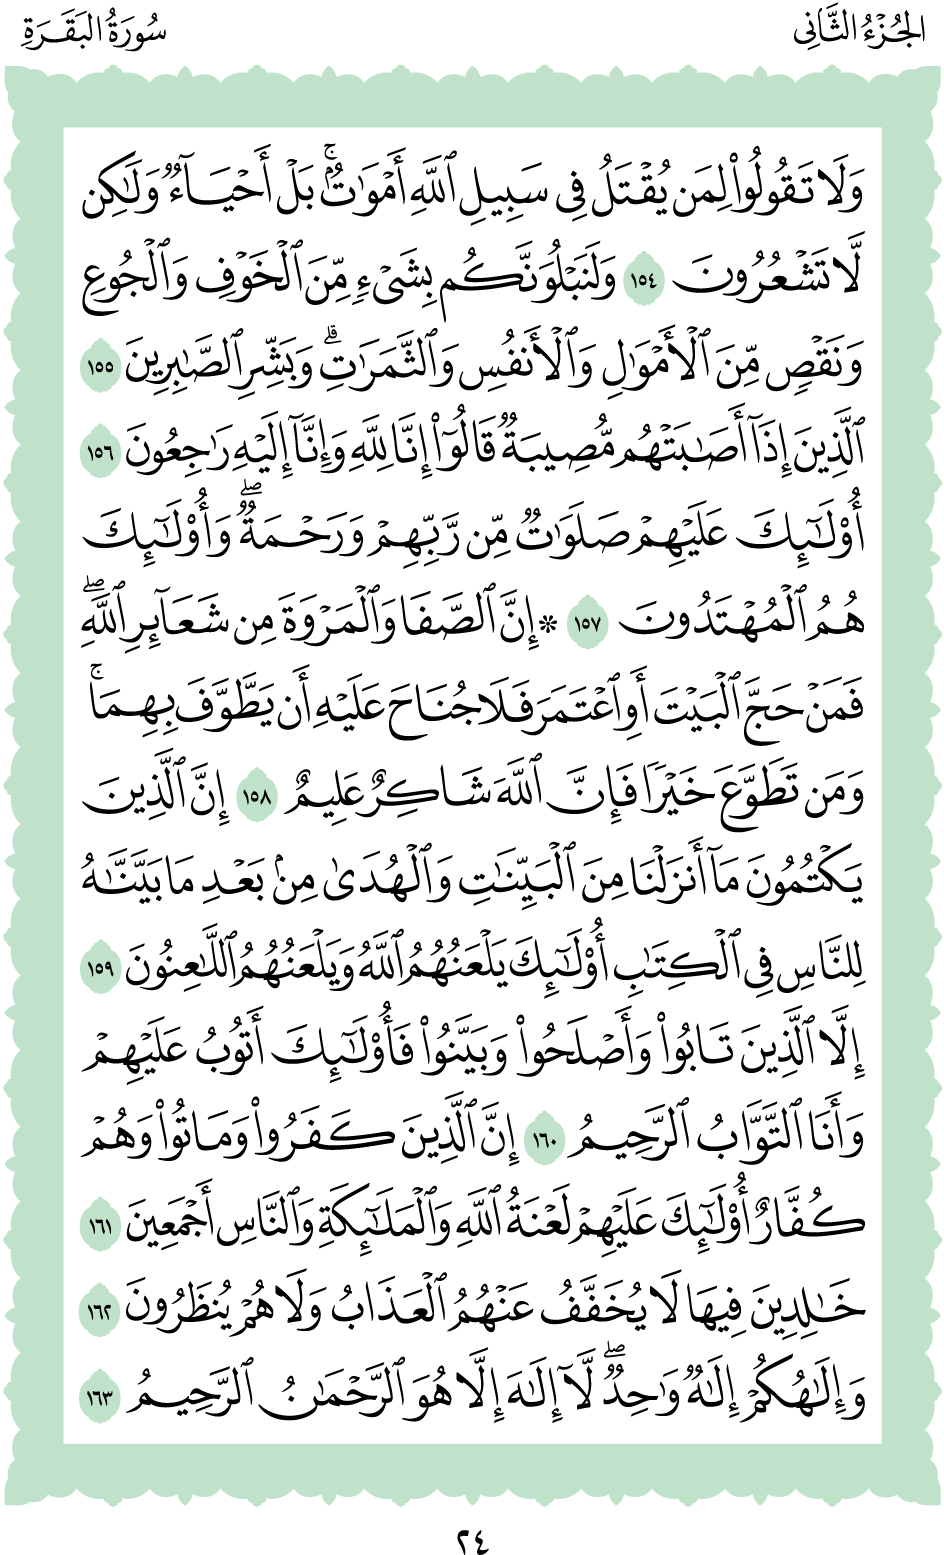 الجُزْءُ الثَّانِي
سُورَةُ البَقَرَةِ
وَلَا تَقُولُوا۟ لِمَن يُقْتَلُ فِى سَبِيلِ ٱللَّهِ أَمْوَٰتٌۢ ۚ بَلْ أَحْيَآءٌ وَلَٰكِن
لَّا تَشْعُرُونَ ١٥٤ وَلَنَبْلُوَنَّكُم بِشَىْءٍ مِّنَ ٱلْخَوْفِ وَٱلْجُوعِ
وَنَقْصٍ مِّنَ ٱلْأَمْوَٰلِ وَٱلْأَنفُسِ وَٱلثَّمَرَٰتِ ۗ وَبَشِّرِ ٱلصَّٰبِرِينَ ١٥٥
ٱلَّذِينَ إِذَآ أَصَٰبَتْهُم مُّصِيبَةٌ قَالُوٓا۟ إِنَّا لِلَّهِ وَإِنَّآ إِلَيْهِ رَٰجِعُونَ ١٥٦
أُو۟لَٰٓئِكَ عَلَيْهِمْ صَلَوَٰتٌ مِّن رَّبِّهِمْ وَرَحْمَةٌ ۖ وَأُو۟لَٰٓئِكَ
هُمُ ٱلْمُهْتَدُونَ ١٥٧ * إِنَّ ٱلصَّفَا وَٱلْمَرْوَةَ مِن شَعَآئِرِ ٱللَّهِ ۖ
فَمَنْ حَجَّ ٱلْبَيْتَ أَوِ ٱعْتَمَرَ فَلَا جُنَاحَ عَلَيْهِ أَن يَطَّوَّفَ بِهِمَا ۚ
وَمَن تَطَوَّعَ خَيْرًا فَإِنَّ ٱللَّهَ شَاكِرٌ عَلِيمٌ ١٥٨ إِنَّ ٱلَّذِينَ
يَكْتُمُونَ مَآ أَنزَلْنَا مِنَ ٱلْبَيِّنَٰتِ وَٱلْهُدَىٰ مِنۢ بَعْدِ مَا بَيَّنَّٰهُ
لِلنَّاسِ فِى ٱلْكِتَٰبِ أُو۟لَٰٓئِكَ يَلْعَنُهُمُ ٱللَّهُ وَيَلْعَنُهُمُ ٱللَّٰعِنُونَ ١٥٩
إِلَّا ٱلَّذِينَ تَابُوا۟ وَأَصْلَحُوا۟ وَبَيَّنُوا۟ فَأُو۟لَٰٓئِكَ أَتُوبُ عَلَيْهِمْ
وَأَنَا ٱلتَّوَّابُ ٱلرَّحِيمُ ١٦٠ إِنَّ ٱلَّذِينَ كَفَرُوا۟ وَمَاتُوا۟ وَهُمْ
كُفَّارٌ أُو۟لَٰٓئِكَ عَلَيْهِمْ لَعْنَةُ ٱللَّهِ وَٱلْمَلَٰٓئِكَةِ وَٱلنَّاسِ أَجْمَعِينَ ١٦١
خَٰلِدِينَ فِيهَا لَا يُخَفَّفُ عَنْهُمُ ٱلْعَذَابُ وَلَا هُمْ يُنظَرُونَ ١٦٢
وَإِلَٰهُكُمْ إِلَٰهٌ وَٰحِدٌ ۖ لَّآ إِلَٰهَ إِلَّا هُوَ ٱلرَّحْمَٰنُ ٱلرَّحِيمُ ١٦٣
٢٤